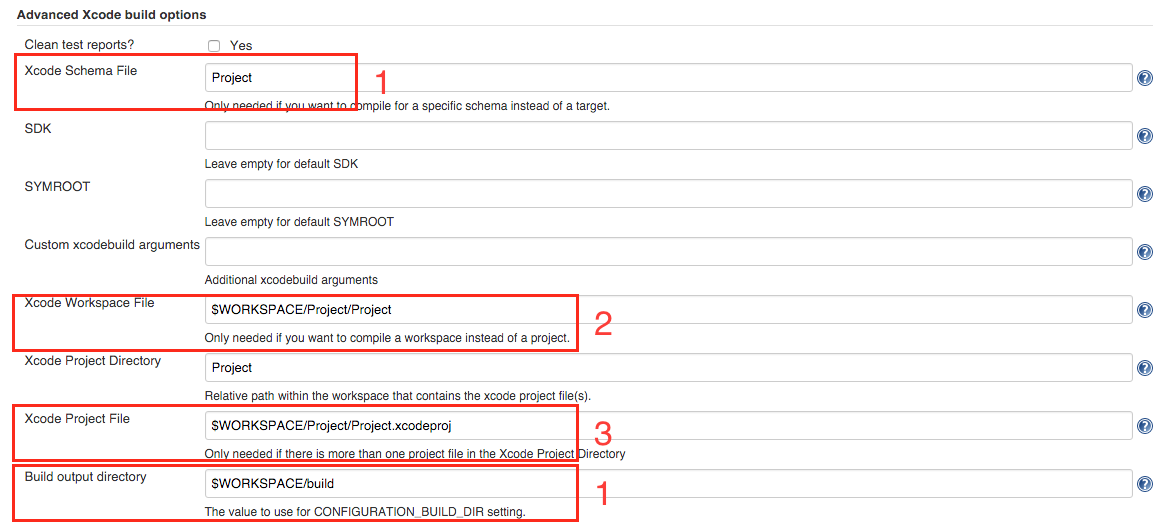 Advanced Xcode build options
Clean test reports? Yes
Xcode Schema File Project 1
Only needed if you want to compile for a specific schema instead of a target.
SDK
Leave empty for default SDK
SYMROOT
Leave empty for default SYMROOT
Custom xcodebuild arguments
Additional xcodebuild arguments
Xcode Workspace File $WORKSPACE/Project/Project 2
Only needed if you want to compile a workspace instead of a project.
Xcode Project Directory Project
Relative path within the workspace that contains the xcode project file(s).
Xcode Project File $WORKSPACE/Project/Project.xcodeproj 3
Only needed if there is more than one project file in the Xcode Project Directory
Build output directory $WORKSPACE/build 1
The value to use for CONFIGURATION_BUILD_DIR setting.